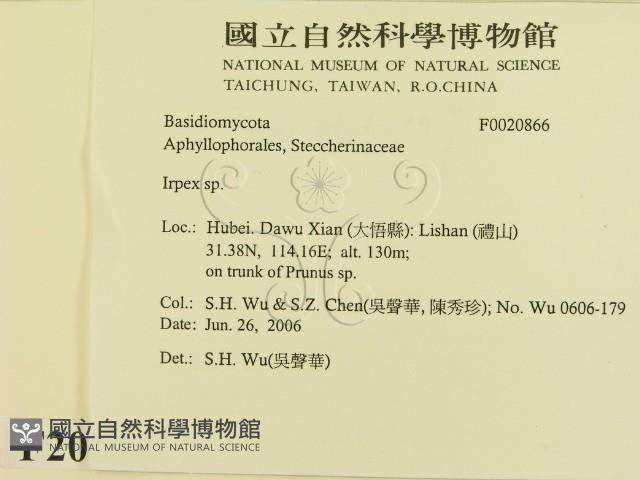 國立自然科學博物館
NATIONAL MUSEUM OF NATURAL SCIENCE
TAICHUNG, TAIWAN, R.O.CHINA
Basidiomycota F0020866
Aphyllophorales, Steccherinaceae
Irpex sp.
Loc.: Hubei. Dawu Xian (大悟縣): Lishan (禮山)
31.38N, 114.16E; alt. 130m;
on trunk of Prunus sp.
Col.: S.H. Wu & S.Z. Chen(吳聲華, 陳秀珍); No. Wu 0606-179
Date: Jun. 26, 2006
Det.: S.H. Wu(吳聲華)
國立自然科學博物館
NATIONAL MUSEUM OF NATURAL SCIENCE
F20